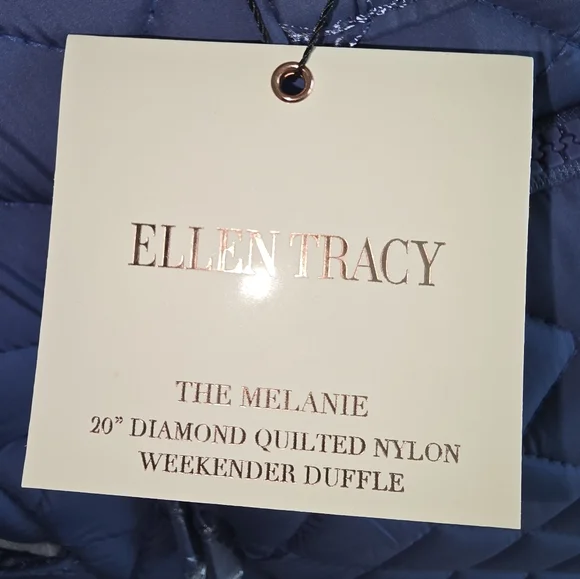 ELLEN TRACY
THE MELANIE
20” DIAMOND QUILTED NYLON
WEEKENDER DUFFLE